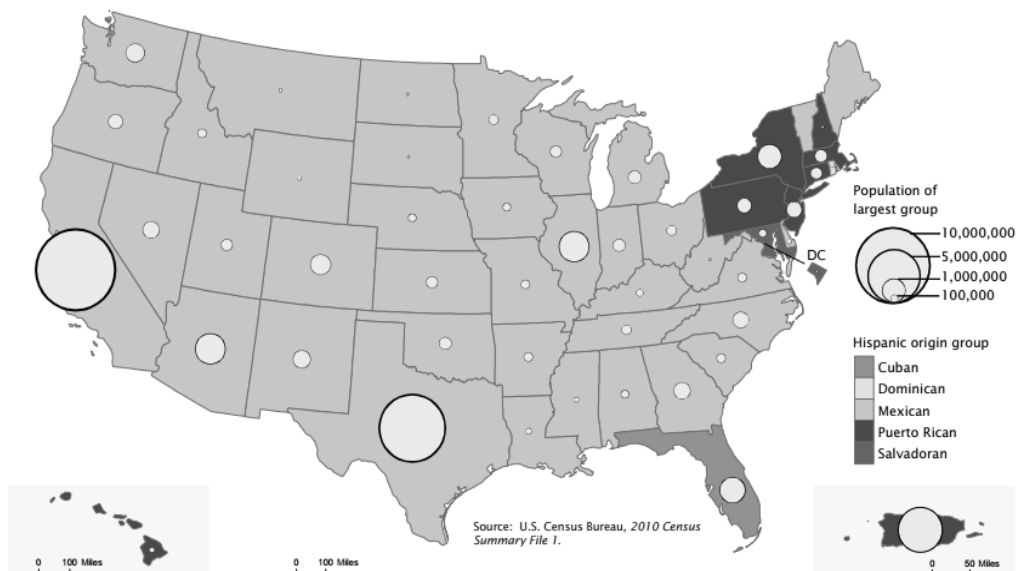 Population of
largest group
10,000,000
5,000,000
1,000,000
100,000
DC
Hispanic origin group
Cuban
Dominican
Mexican
Puerto Rican
Salvadoran
Source: U.S. Census Bureau, 2010 Census
Summary File 1.
0 100 Miles
0 100 Miles
0 50 Miles